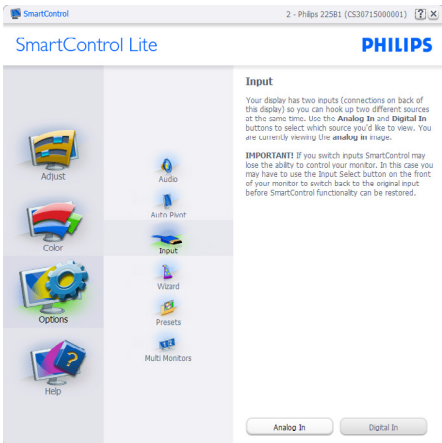 SmartControl
2 - Philips 225B1 (CS30715000001)
?
SmartControl Lite
PHILIPS
Adjust
Color
Options
Help
Audio
Auto Pivot
Input
Wizard
Presets
Multi Monitors
Input
Your display has two inputs (connections on back of
this display) so you can hook up two different sources
at the same time. Use the Analog In and Digital In
buttons to select which source you'd like to view. You
are currently viewing the analog in image.
IMPORTANT! If you switch inputs SmartControl may
lose the ability to control your monitor. In this case you
may have to use the Input Select button on the front
of your monitor to switch back to the original input
before SmartControl functionality can be restored.
Analog In
Digital In